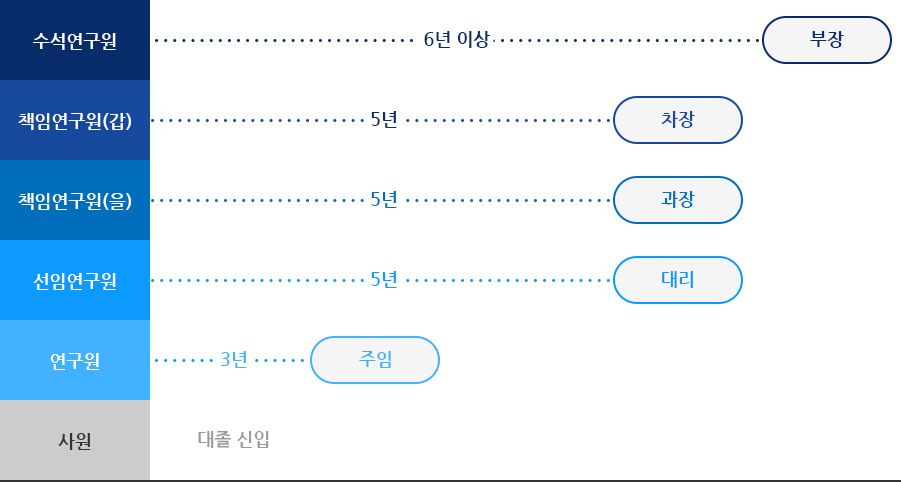 수석연구원 6년 이상 부장
책임연구원(갑) 5년 차장
책임연구원(을) 5년 과장
선임연구원 5년 대리
연구원 3년 주임
사원 대졸 신입